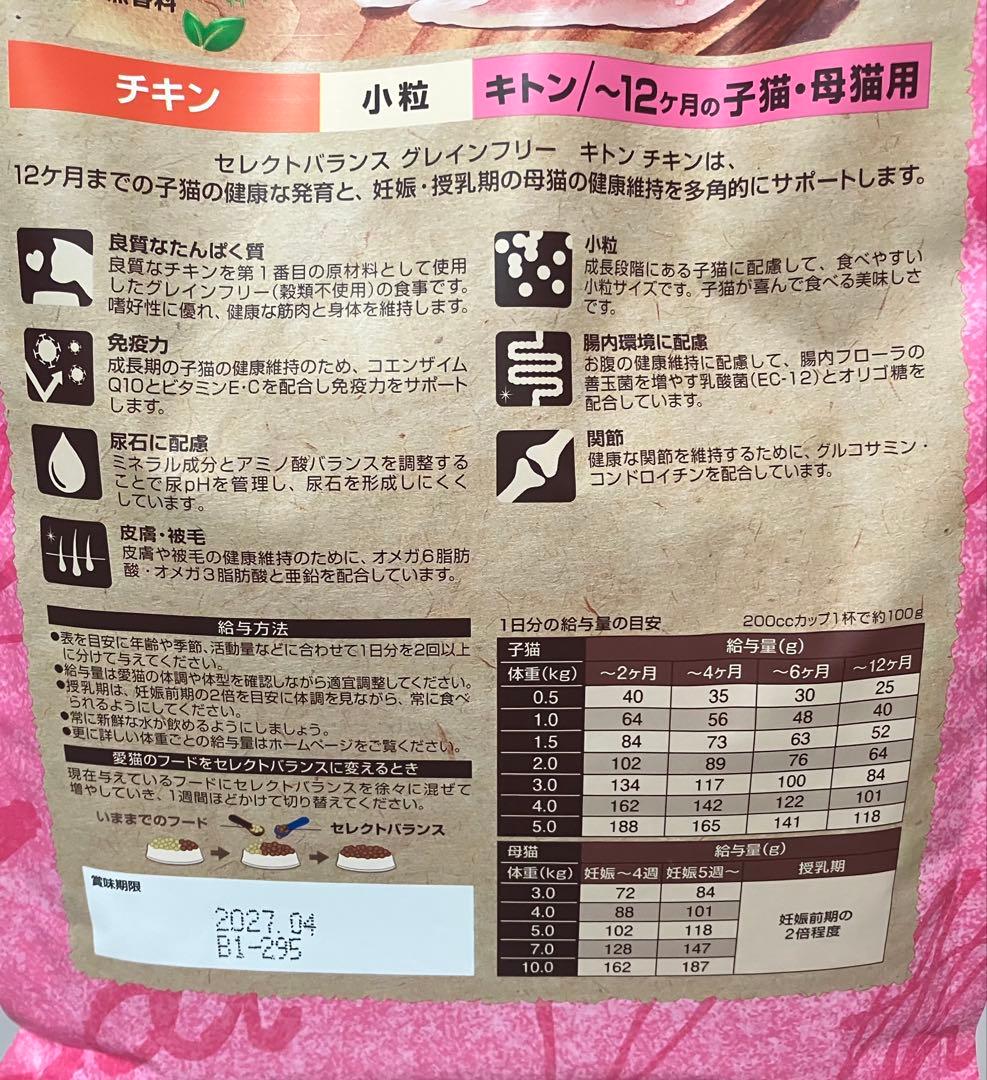 無香料
チキン
小粒
キトン/〜12ヶ月の子猫・母猫用
セレクトバランス グレインフリー　キトン チキンは、
12ヶ月までの子猫の健康な発育と、妊娠・授乳期の母猫の健康維持を多角的にサポートします。
良質なたんぱく質
良質なチキンを第1番目の原材料として使用
したグレインフリー(穀類不使用)の食事です。
嗜好性に優れ、健康な筋肉と身体を維持します。
免疫力
成長期の子猫の健康維持のため、コエンザイム
Q10とビタミンE・Cを配合し免疫力をサポート
します。
尿石に配慮
ミネラル成分とアミノ酸バランスを調整する
ことで尿pHを管理し、尿石を形成しにくく
しています。
皮膚・被毛
皮膚や被毛の健康維持のために、オメガ6脂肪
酸・オメガ3脂肪酸と亜鉛を配合しています。
小粒
成長段階にある子猫に配慮して、食べやすい
小粒サイズです。子猫が喜んで食べる美味しさ
です。
腸内環境に配慮
お腹の健康維持に配慮して、腸内フローラの
善玉菌を増やす乳酸菌(EC-12)とオリゴ糖を
配合しています。
関節
健康な関節を維持するために、グルコサミン・
コンドロイチンを配合しています。
給与方法
●表を目安に年齢や季節、活動量などに合わせて1日分を2回以上
に分けて与えてください。
●給与量は愛猫の体調や体型を確認しながら適宜調整してください。
●授乳期は、妊娠前期の2倍を目安に体調を見ながら、常に食べ
られるようにしてください。
●常に新鮮な水が飲めるようにしましょう。
●更に詳しい体重ごとの給与量はホームページをご覧ください。
愛猫のフードをセレクトバランスに変えるとき
現在与えているフードにセレクトバランスを徐々に混ぜて
増やしていき、1週間ほどかけて切り替えてください。
いままでのフード
セレクトバランス
賞味期限
2027.04
B1-295
1日分の給与量の目安　200ccカップ1杯で約100g
子猫　給与量(g)
体重(kg)　〜2ヶ月　〜4ヶ月　〜6ヶ月　〜12ヶ月
0.5　40　35　30　25
1.0　64　56　48　40
1.5　84　73　63　52
2.0　102　89　76　64
3.0　134　117　100　84
4.0　162　142　122　101
5.0　188　165　141　118
母猫　給与量(g)
体重(kg)　妊娠〜4週　妊娠5週〜　授乳期
3.0　72　84
4.0　88　101
5.0　102　118
7.0　128　147
10.0　162　187
妊娠前期の
2倍程度